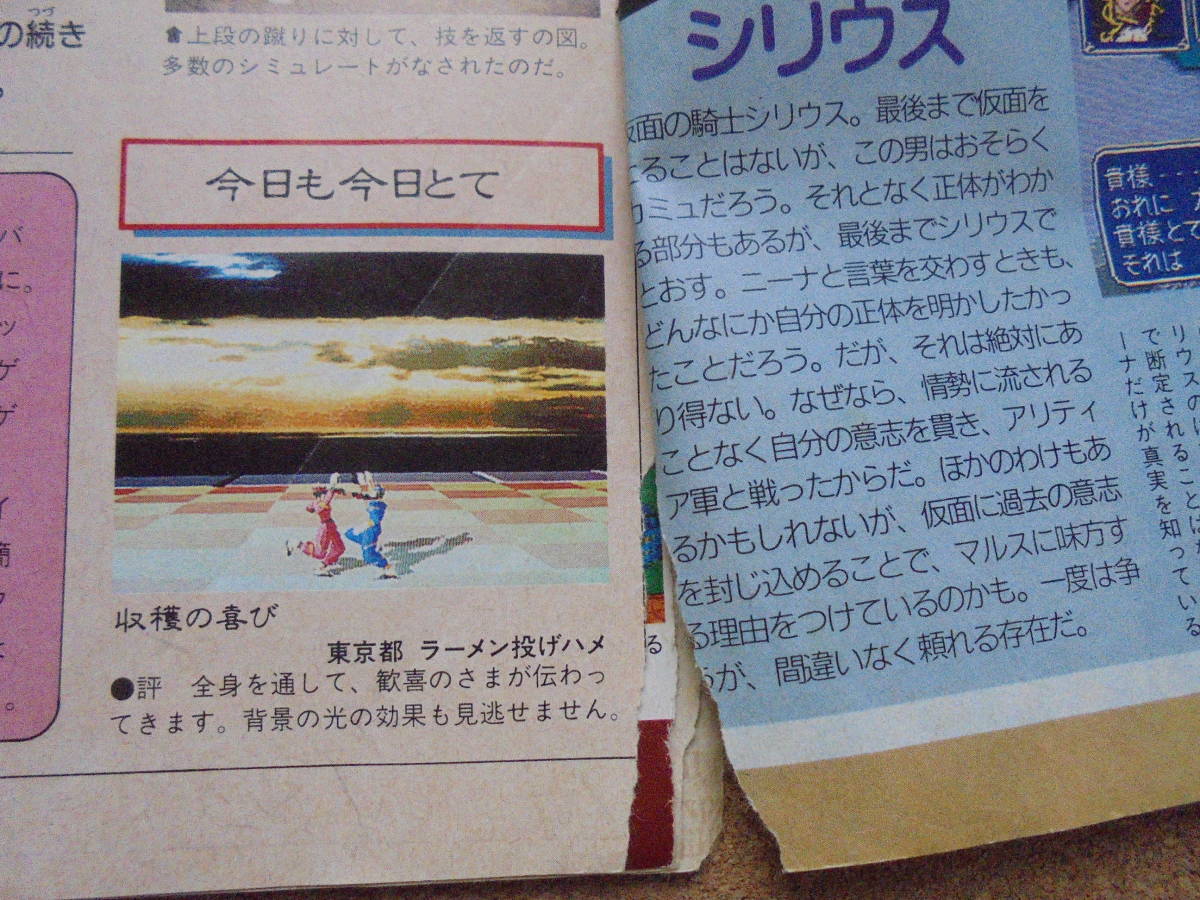 の続き
つづ
上段の蹴りに対して、技を返すの図。
多数のシミュレートがなされたのだ。
今日も今日とて
収穫の喜び
東京都 ラーメン投げハメ
●評 全身を通して、歓喜のさまが伝わっ
てきます。背景の光の効果も見逃せません。
バ
に。
ッ
ゲ
ゲ
イ
。
る
シリウス
仮面の騎士シリウス。最後まで仮面を
とることはないが、この男はおそらく
カミュだろう。それとなく正体がわか
る部分もあるが、最後までシリウスで
とおす。ニーナと言葉を交わすときも、
どんなにか自分の正体を明かしたかっ
たことだろう。だが、それは絶対にあ
り得ない。なぜなら、情勢に流される
ことなく自分の意志を貫き、アリティ
ア軍と戦ったからだ。ほかのわけもあ
るかもしれないが、仮面に過去の意志
を封じ込めることで、マルスに味方す
る理由をつけているのかも。一度は争
うが、間違いなく頼れる存在だ。
貴様---
おれに
貴様とて
それは
で断定されることは
ーナだけが真実を知っている